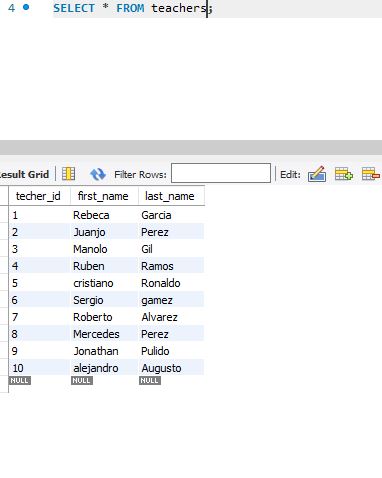 4 SELECT * FROM teachers;
esult Grid Filter Rows: Edit:
techer_id first_name last_name
1 Rebeca Garcia
2 Juanjo Perez
3 Manolo Gil
4 Ruben Ramos
5 cristiano Ronaldo
6 Sergio gamez
7 Roberto Alvarez
8 Mercedes Perez
9 Jonathan Pulido
10 alejandro Augusto
NULL NULL NULL